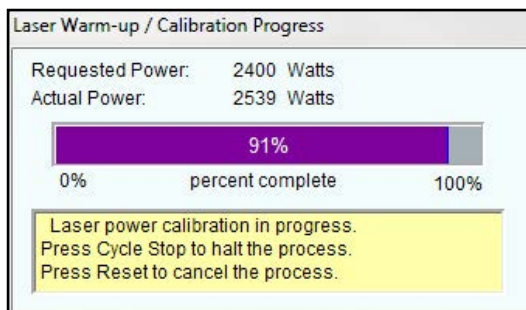 Laser Warm-up / Calibration Progress
Requested Power: 2400 Watts
Actual Power: 2539 Watts
91%
0% percent complete 100%
Laser power calibration in progress.
Press Cycle Stop to halt the process.
Press Reset to cancel the process.